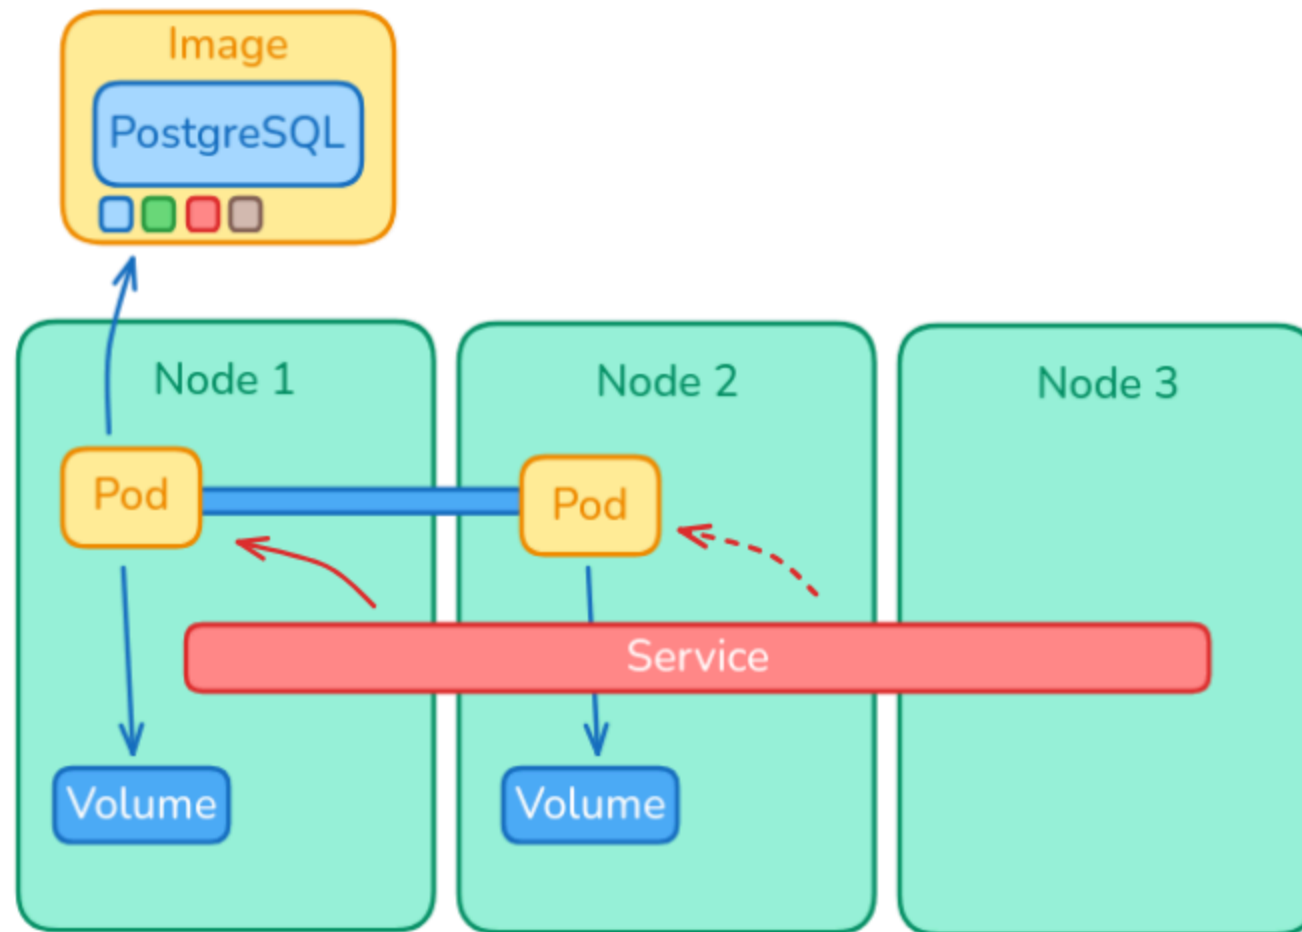 Image
PostgreSQL
Node 1
Node 2
Node 3
Pod
Pod
Service
Volume
Volume